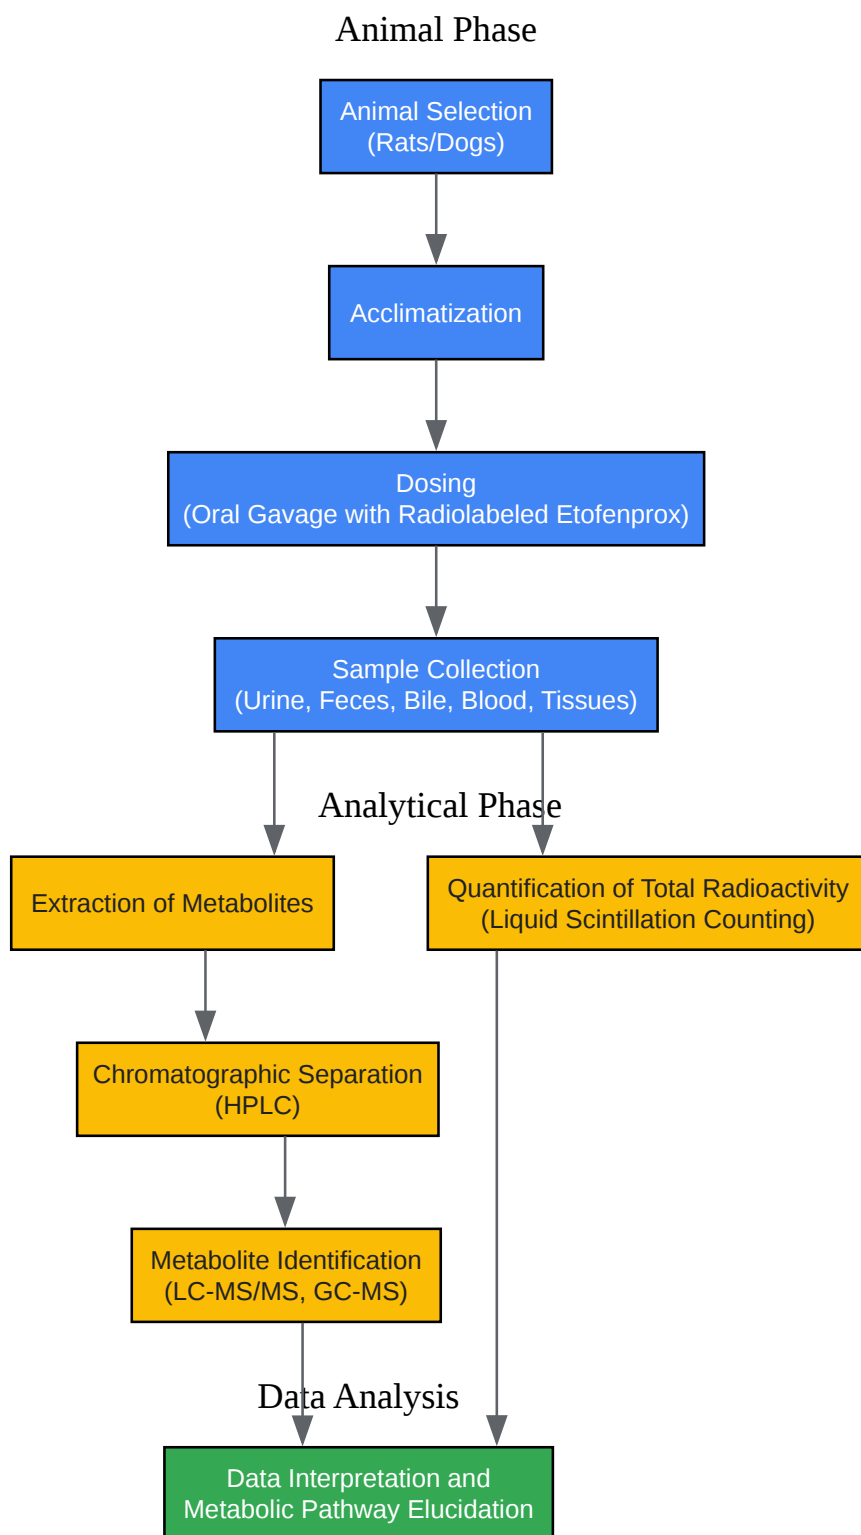 Animal Phase
Animal Selection
(Rats/Dogs)
Acclimatization
Dosing
(Oral Gavage with Radiolabeled Etofenprox)
Sample Collection
(Urine, Feces, Bile, Blood, Tissues)
Analytical Phase
Extraction of Metabolites
Quantification of Total Radioactivity
(Liquid Scintillation Counting)
Chromatographic Separation
(HPLC)
Metabolite Identification
(LC-MS/MS, GC-MS)
Data Analysis
Data Interpretation and
Metabolic Pathway Elucidation